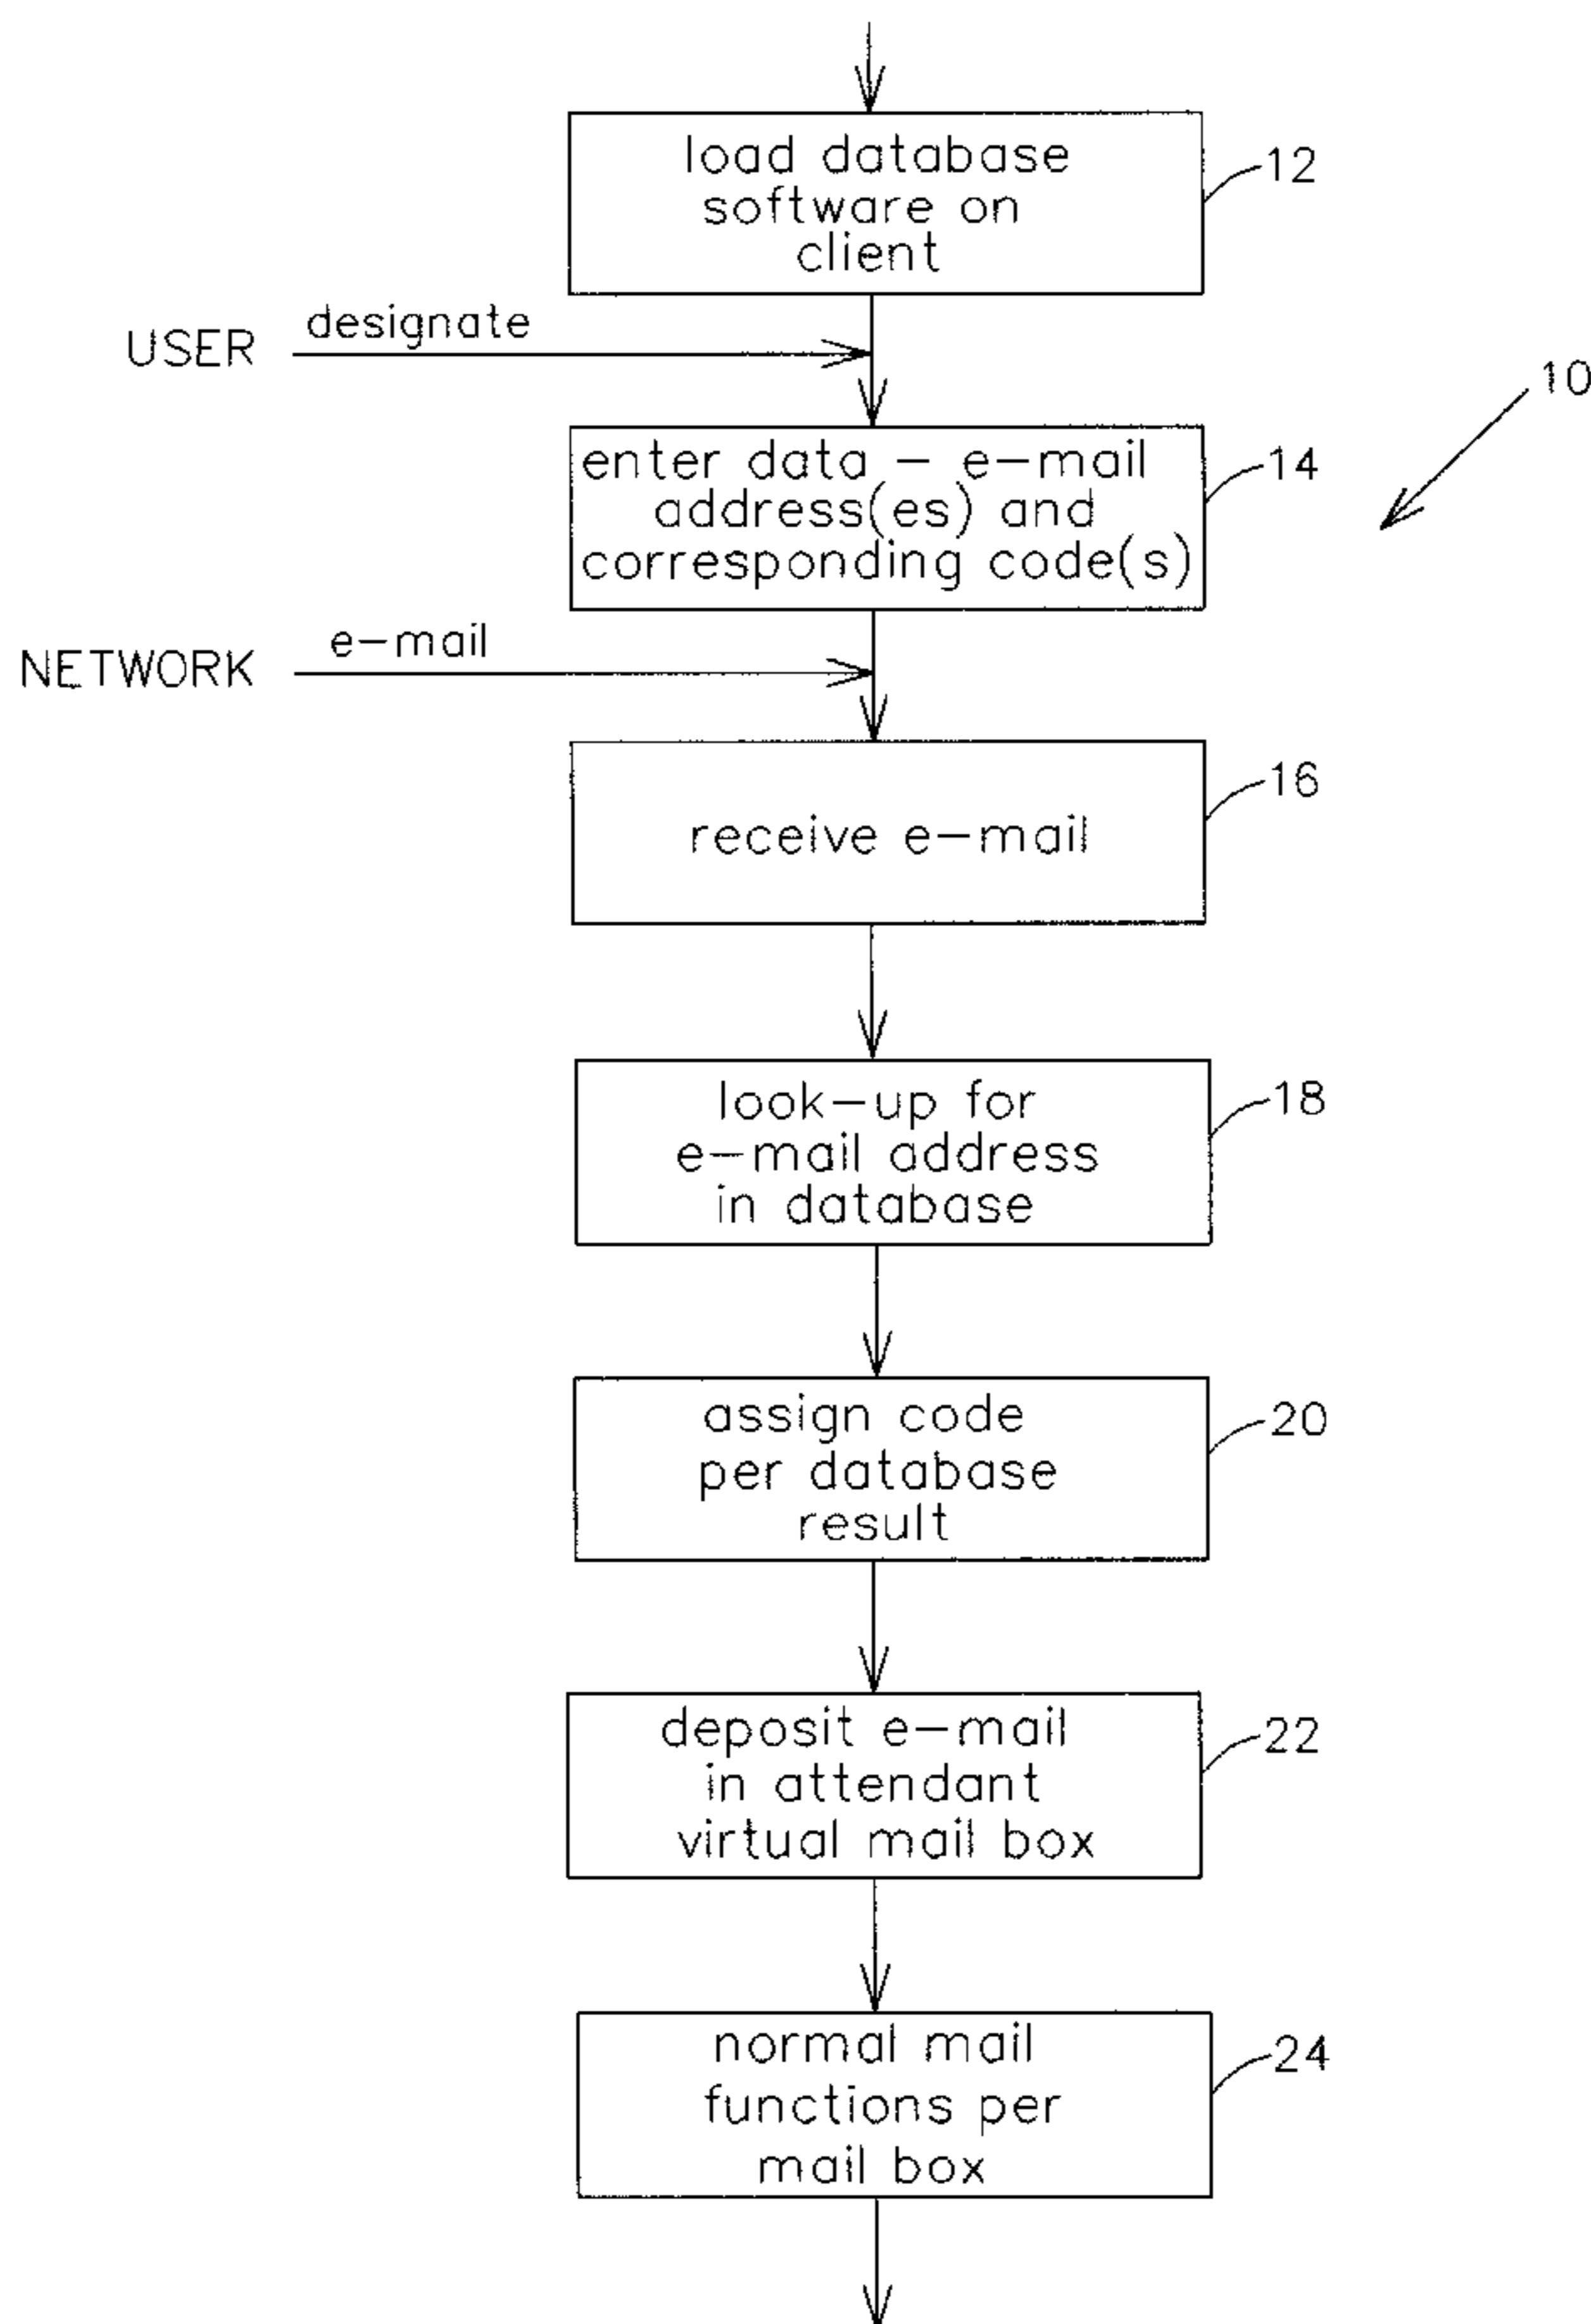 load database
software on
client
12
USER
designate
10
enter data - e-mail
address(es) and
corresponding code(s)
14
NETWORK
e-mail
receive e-mail
16
look-up for
e-mail address
in database
18
assign code
per database
result
20
deposit e-mail
in attendant
virtual mail box
22
normal mail
functions per
mail box
24